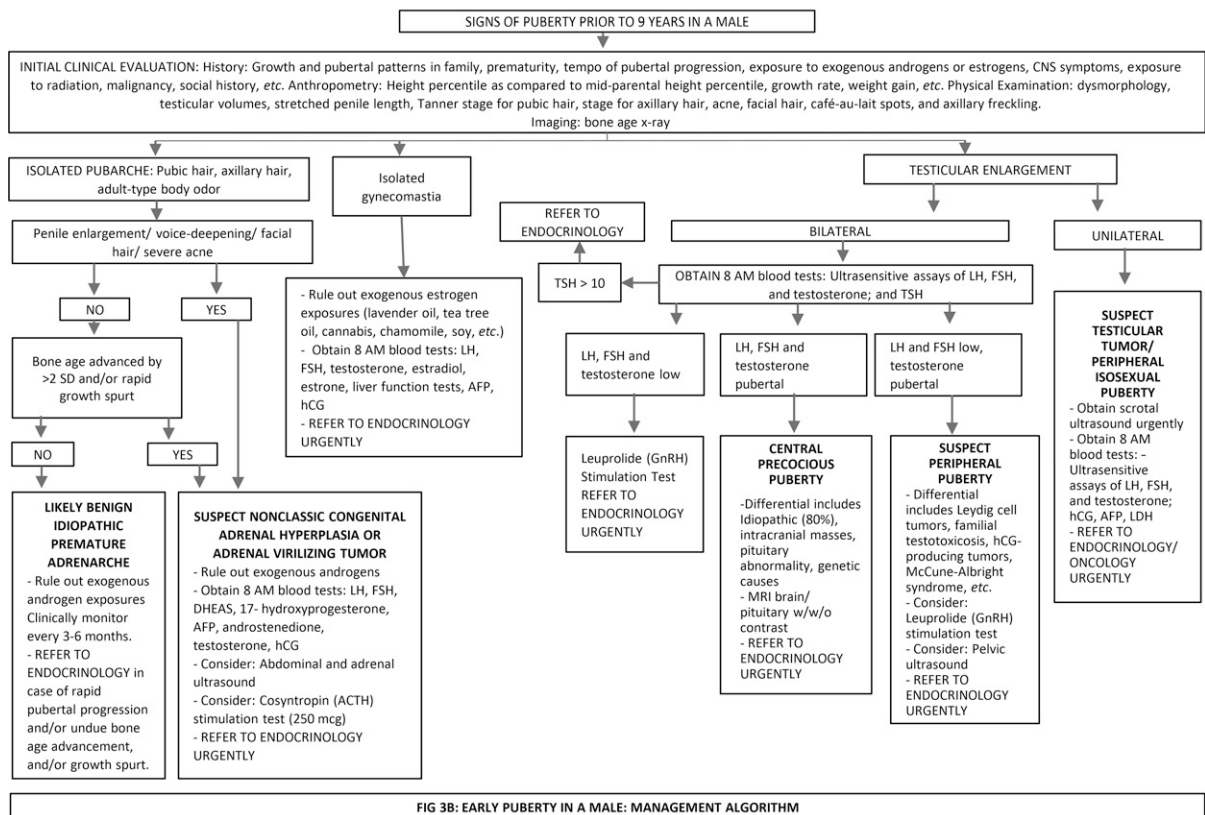 SIGNS OF PUBERTY PRIOR TO 9 YEARS IN A MALE
INITIAL CLINICAL EVALUATION: History: Growth and pubertal patterns in family, prematurity, tempo of pubertal progression, exposure to exogenous androgens or estrogens, CNS symptoms, exposure
to radiation, malignancy, social history, etc. Anthropometry: Height percentile as compared to mid-parental height percentile, growth rate, weight gain, etc. Physical Examination: dysmorphology,
testicular volumes, stretched penile length, Tanner stage for pubic hair, stage for axillary hair, acne, facial hair, café-au-lait spots, and axillary freckling.
Imaging: bone age x-ray
ISOLATED PUBARCHE: Pubic hair, axillary hair,
adult-type body odor
Penile enlargement/ voice-deepening/ facial
hair/ severe acne
NO
YES
Bone age advanced by
>2 SD and/or rapid
growth spurt
NO
YES
LIKELY BENIGN
IDIOPATHIC
PREMATURE
ADRENARCHE
- Rule out exogenous
androgen exposures
Clinically monitor
every 3-6 months.
- REFER TO
ENDOCRINOLOGY in
case of rapid
pubertal progression
and/or undue bone
age advancement,
and/or growth spurt.
SUSPECT NONCLASSIC CONGENITAL
ADRENAL HYPERPLASIA OR
ADRENAL VIRILIZING TUMOR
- Rule out exogenous androgens
- Obtain 8 AM blood tests: LH, FSH,
DHEAS, 17- hydroxyprogesterone,
AFP, androstenedione,
testosterone, hCG
- Consider: Abdominal and adrenal
ultrasound
- Consider: Cosyntropin (ACTH)
stimulation test (250 mcg)
- REFER TO ENDOCRINOLOGY
URGENTLY
Isolated
gynecomastia
- Rule out exogenous estrogen
exposures (lavender oil, tea tree
oil, cannabis, chamomile, soy, etc.)
- Obtain 8 AM blood tests: LH,
FSH, testosterone, estradiol,
estrone, liver function tests, AFP,
hCG
- REFER TO ENDOCRINOLOGY
URGENTLY
TESTICULAR ENLARGEMENT
BILATERAL
UNILATERAL
REFER TO
ENDOCRINOLOGY
TSH > 10
OBTAIN 8 AM blood tests: Ultrasensitive assays of LH, FSH,
and testosterone; and TSH
LH, FSH and
testosterone low
LH, FSH and
testosterone
pubertal
LH and FSH low,
testosterone
pubertal
Leuprolide (GnRH)
Stimulation Test
REFER TO
ENDOCRINOLOGY
URGENTLY
CENTRAL
PRECOCIOUS
PUBERTY
-Differential includes
Idiopathic (80%),
intracranial masses,
pituitary
abnormality, genetic
causes
- MRI brain/
pituitary w/w/o
contrast
- REFER TO
ENDOCRINOLOGY
URGENTLY
SUSPECT
PERIPHERAL
PUBERTY
- Differential
includes Leydig cell
tumors, familial
testotoxicosis, hCG-
producing tumors,
McCune-Albright
syndrome, etc.
- Consider:
Leuprolide (GnRH)
stimulation test
- Consider: Pelvic
ultrasound
- REFER TO
ENDOCRINOLOGY
URGENTLY
SUSPECT
TESTICULAR
TUMOR/
PERIPHERAL
ISOSEXUAL
PUBERTY
- Obtain scrotal
ultrasound urgently
- Obtain 8 AM
blood tests: -
Ultrasensitive
assays of LH, FSH,
and testosterone;
hCG, AFP, LDH
- REFER TO
ENDOCRINOLOGY/
ONCOLOGY
URGENTLY
FIG 3B: EARLY PUBERTY IN A MALE: MANAGEMENT ALGORITHM